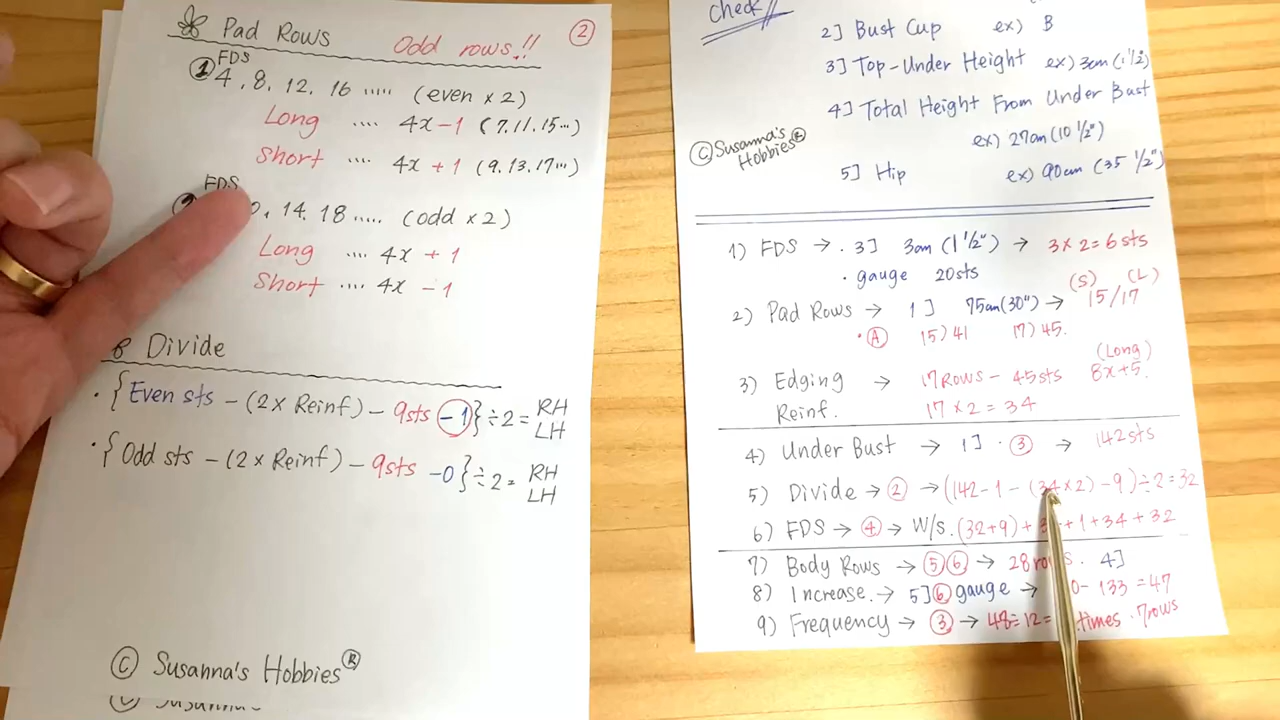 Pad Rows Odd rows!! ②
FDS
① 4, 8, 12, 16 ..... (even x 2)
Long .... 4x -1 (7.11.15...)
Short .... 4x +1 (9.13.17...)
FDS
, 14. 18 ..... (odd x 2)
Long .... 4x +1
Short .... 4x -1
Divide
· {Even sts - (2x Reinf) - 9sts -1} ÷ 2 = RH
LH
· {Odd sts - (2x Reinf) - 9sts -0} ÷ 2 = RH
LH
© Susanna's Hobbies ®
check!!
2] Bust Cup ex) B
3] Top-Under Height ex) 3cm (1 1/2)
4] Total Height From Under Bust
ex) 27cm (10 1/2")
© Susanna's Hobbies ®
5] Hip ex) 90cm (35 1/2")
1) FDS → · 3] 3cm (1 1/2") → 3 x 2 = 6 sts
· gauge 20sts
(S) (L)
2) Pad Rows → 1] 75cm (30") → 15/17
· Ⓐ 15) 41 17) 45.
(Long)
3) Edging → 17 Rows - 45 sts 8x+5.
Reinf. 17 x 2 = 34
4) Under Bust → 1] · ③ → 142 sts
5) Divide → ② → (142 - 1 - (34 x 2) - 9) ÷ 2 = 32
6) FDS → ④ → W/S. (32+9) + +1+34+32
7) Body Rows → ⑤⑥ → 28 4]
8) Increase. → 5] ⑥ gauge → - 133 = 47
9) Frequency → ③ → 48 ÷ 12 = times · 7rows